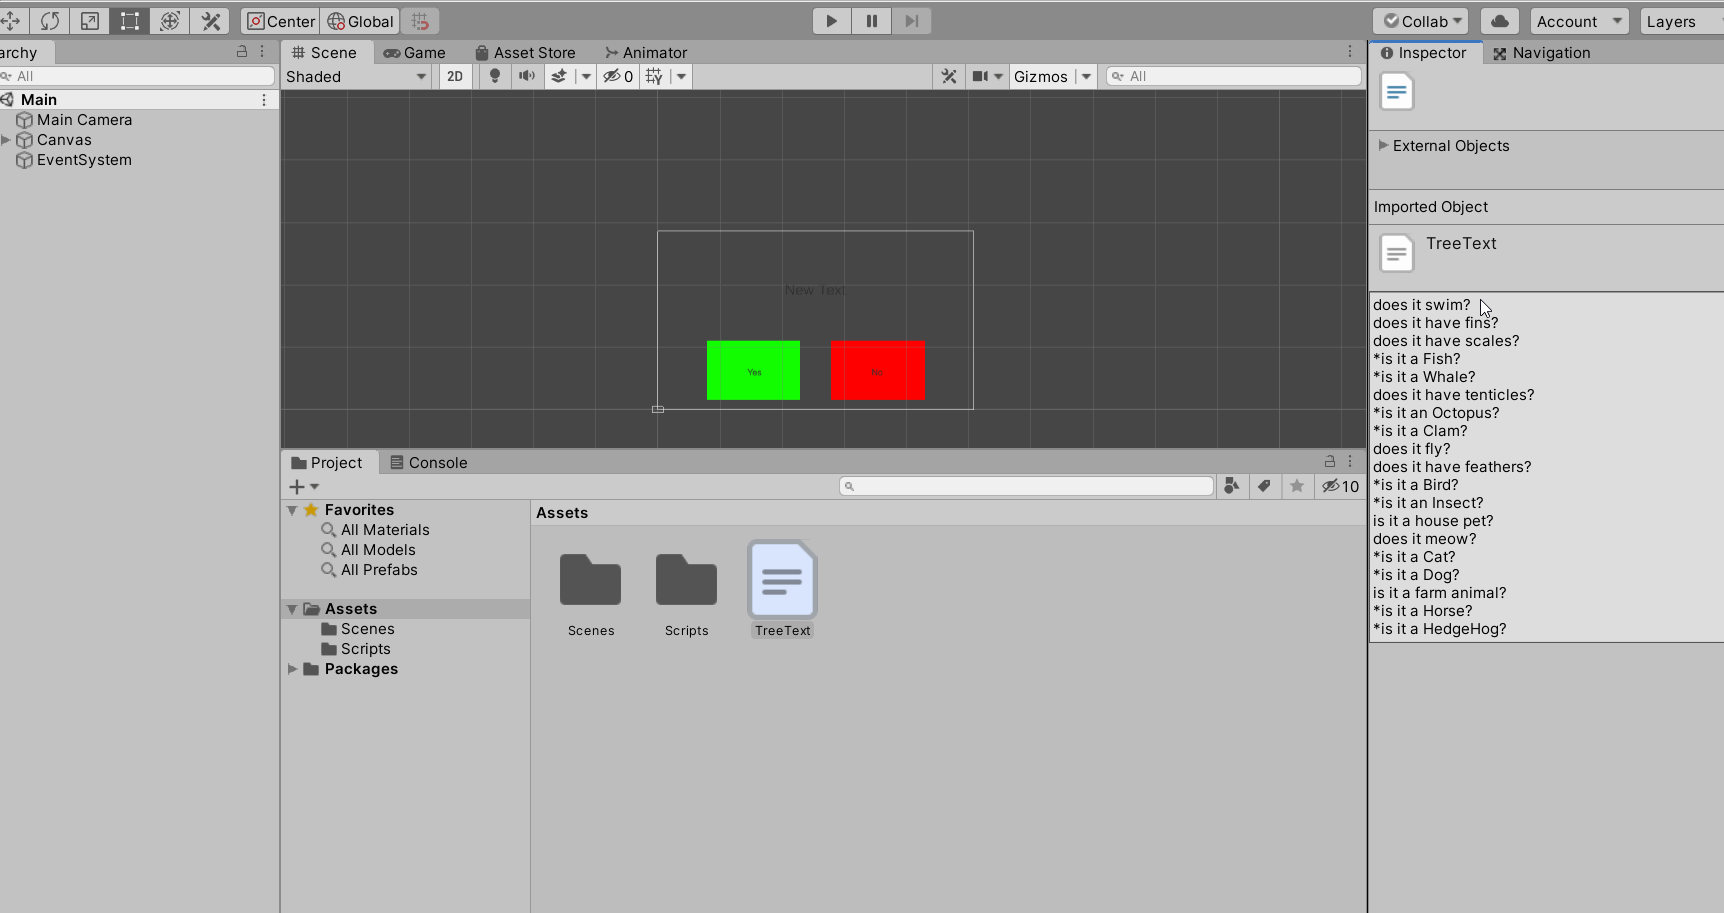 Center
Global
Collab
Account
Layers
archy
Scene
Game
Asset Store
Animator
Inspector
Navigation
All
Shaded
2D
0
Gizmos
All
Main
Main Camera
Canvas
EventSystem
New Text
Yes
No
External Objects
Imported Object
TreeText
does it swim?
does it have fins?
does it have scales?
*is it a Fish?
*is it a Whale?
does it have tenticles?
*is it an Octopus?
*is it a Clam?
does it fly?
does it have feathers?
*is it a Bird?
*is it an Insect?
is it a house pet?
does it meow?
*is it a Cat?
*is it a Dog?
is it a farm animal?
*is it a Horse?
*is it a HedgeHog?
Project
Console
10
Favorites
All Materials
All Models
All Prefabs
Assets
Scenes
Scripts
Packages
Assets
Scenes
Scripts
TreeText